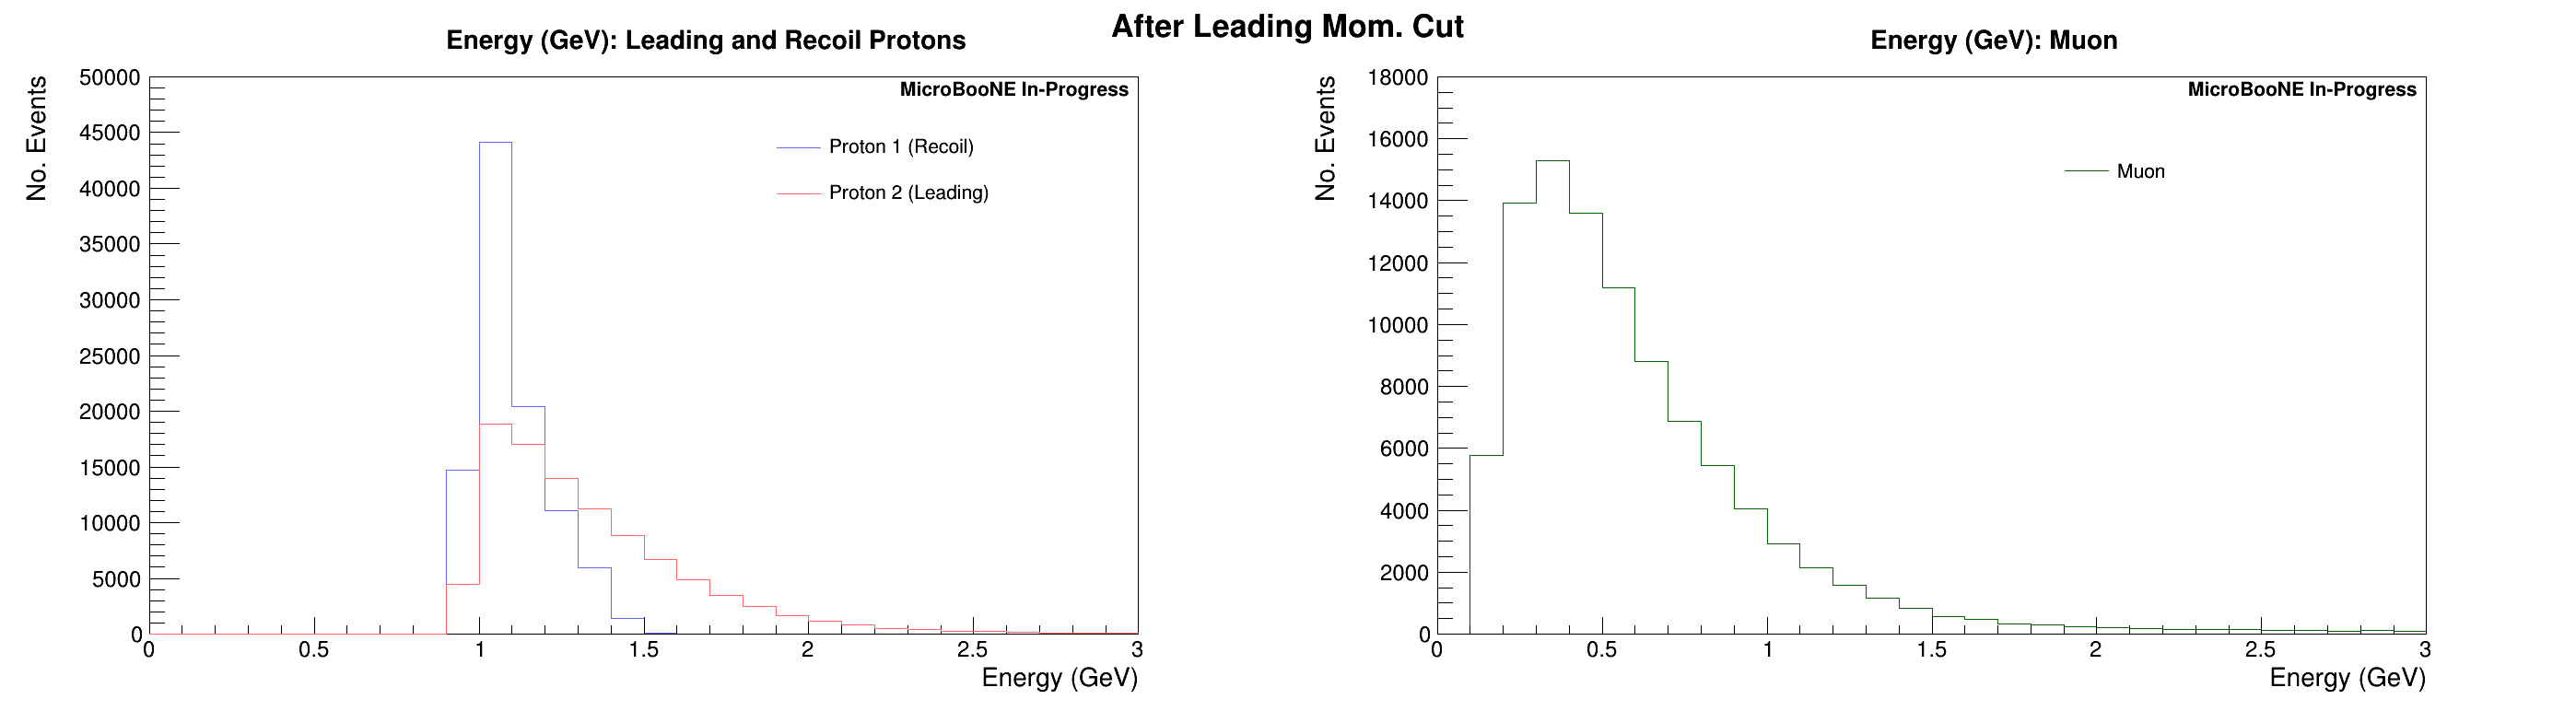 After Leading Mom. Cut
Energy (GeV): Leading and Recoil Protons
No. Events
MicroBooNE In-Progress
Proton 1 (Recoil)
Proton 2 (Leading)
50000
45000
40000
35000
30000
25000
20000
15000
10000
5000
0
0 0.5 1 1.5 2 2.5 3
Energy (GeV)
Energy (GeV): Muon
No. Events
MicroBooNE In-Progress
Muon
18000
16000
14000
12000
10000
8000
6000
4000
2000
0
0 0.5 1 1.5 2 2.5 3
Energy (GeV)